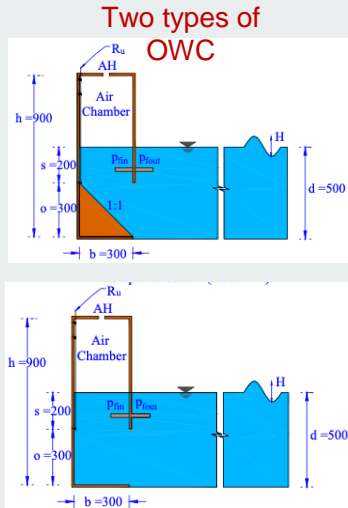 Two types of
OWC
Ru
AH
Air
Chamber
h =900
s =200
Pfin Pfout
H
o =300
1:1
d =500
b =300
Ru
AH
Air
Chamber
h =900
H
s =200
Pfin Pfout
d =500
o =300
b =300